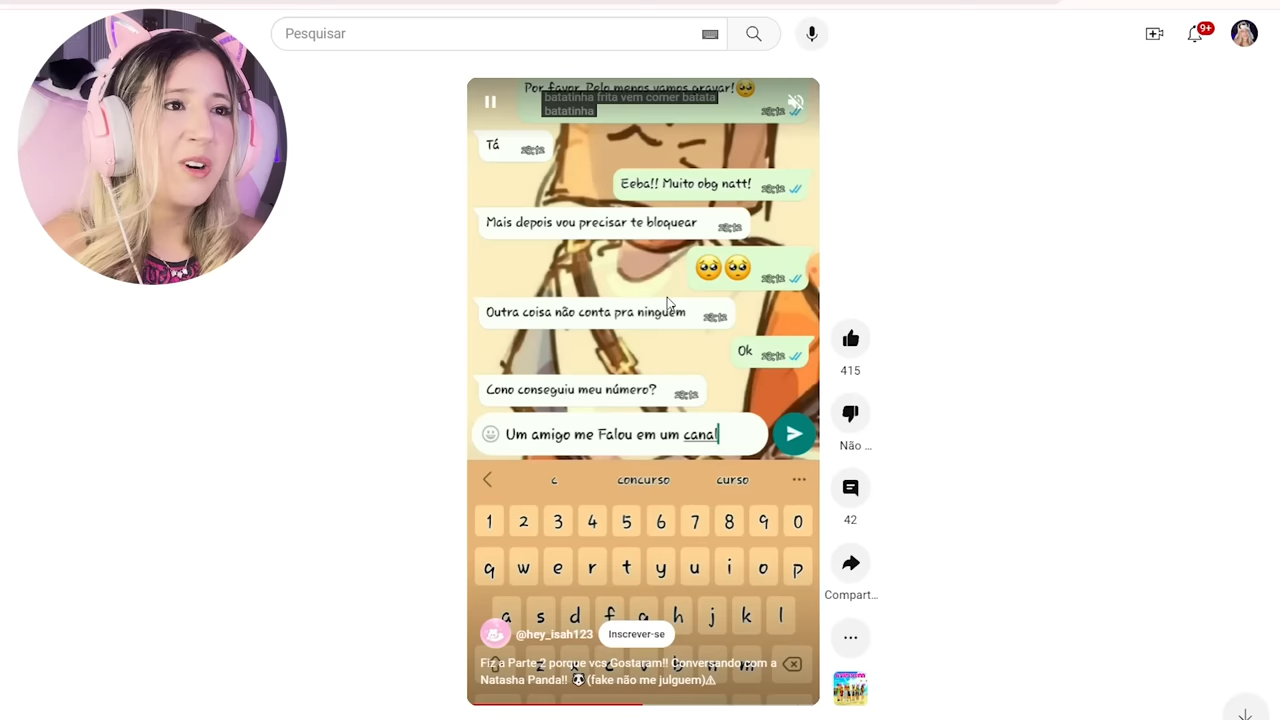 Pesquisar
9+
Por favor. Pelo menos vamos gravar!🥺
batatinha frita vem comer batata
batatinha
Tá
Eeba!! Muito obg natt!
Mais depois vou precisar te bloquear
🥺🥺
Outra coisa não conta pra ninguém
Ok
Cono conseguiu meu número?
Um amigo me Falou em um canal
c concurso curso
1 2 3 4 5 6 7 8 9 0
q w e r t y u i o p
a s d f g h j k l
@hey_isah123 Inscrever-se
Fiz a Parte 2 porque vcs Gostaram!! Conversando com a
Natasha Panda!! 🐼(fake não me julguem)⚠
415
Não ...
42
Compart...